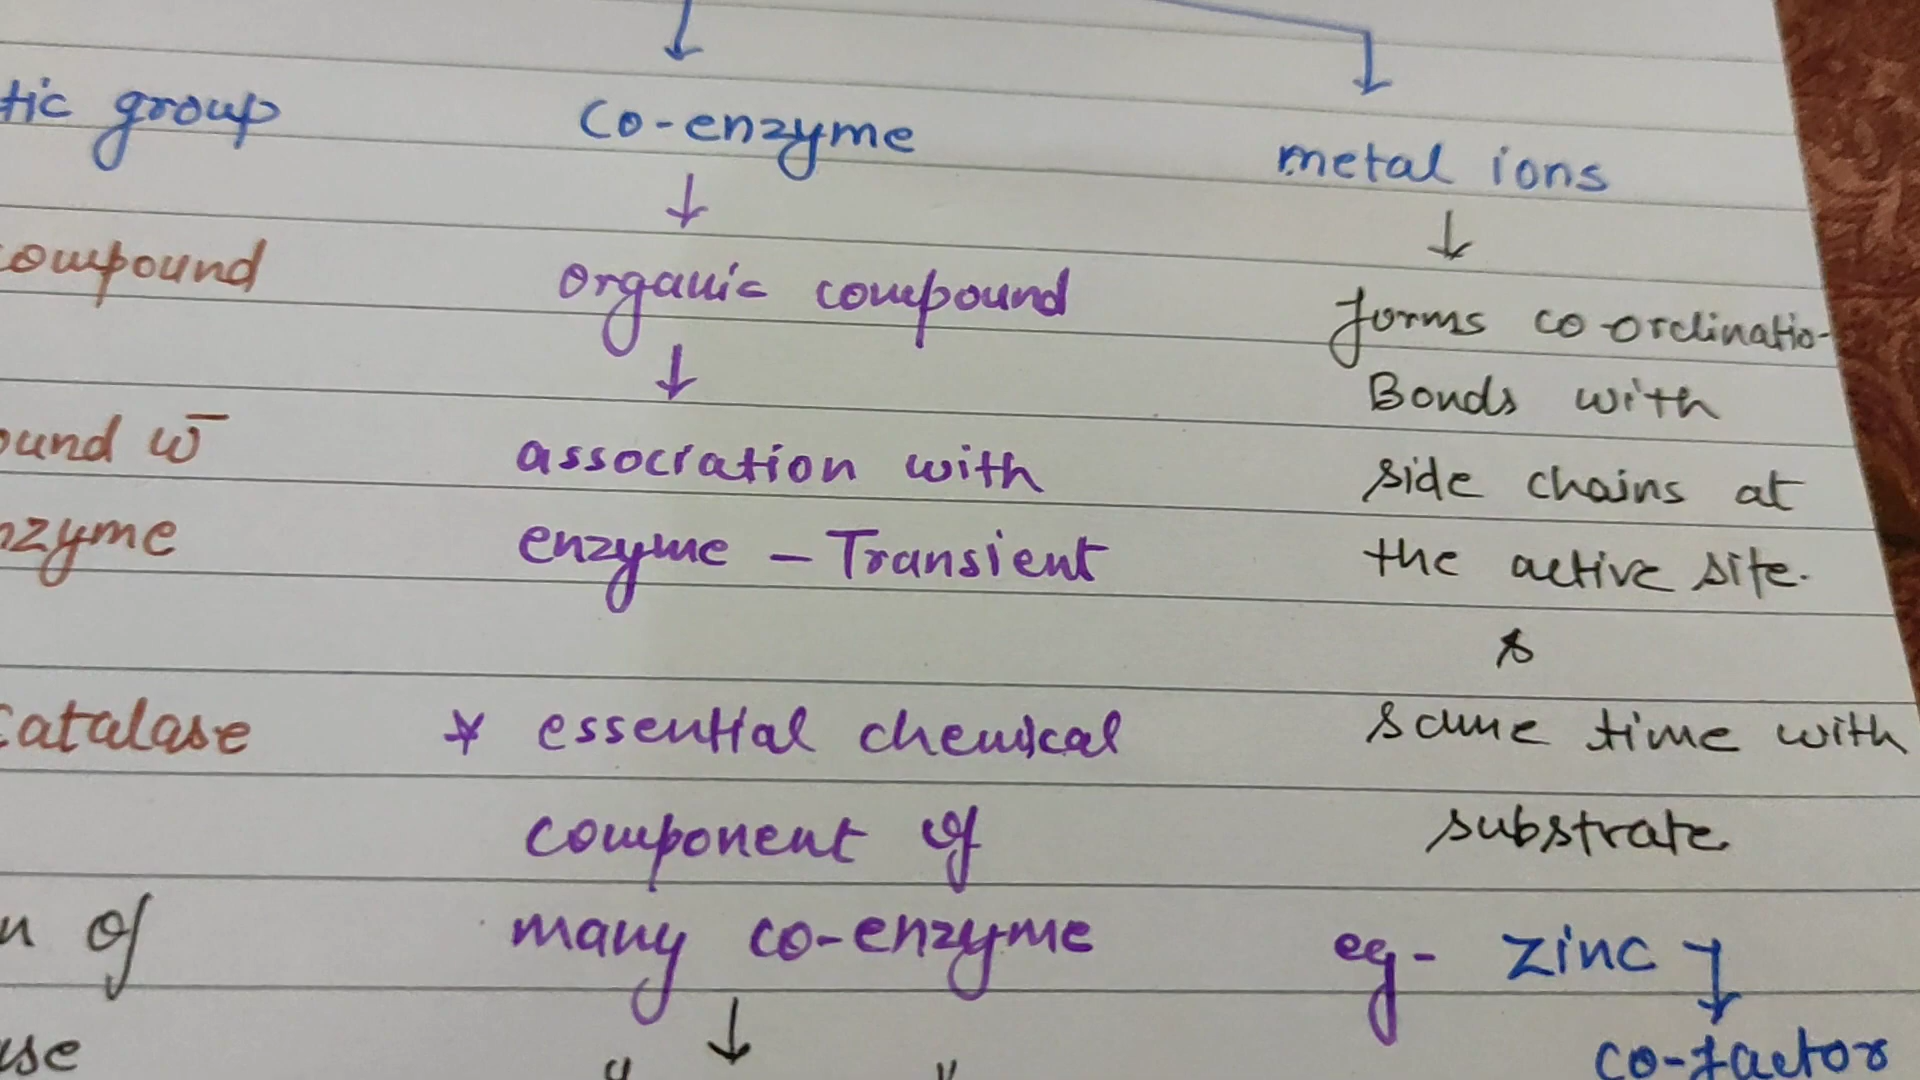 tic group Co-enzyme metal ions
↓ ↓
compound organic compound forms co-ordinatio-
↓ Bonds with
ound w̄ association with side chains at
nzyme enzyme - Transient the active site.
&
catalase * essential chemical same time with
component of substrate
n of many co-enzyme eg- zinc
↓
use co-factor